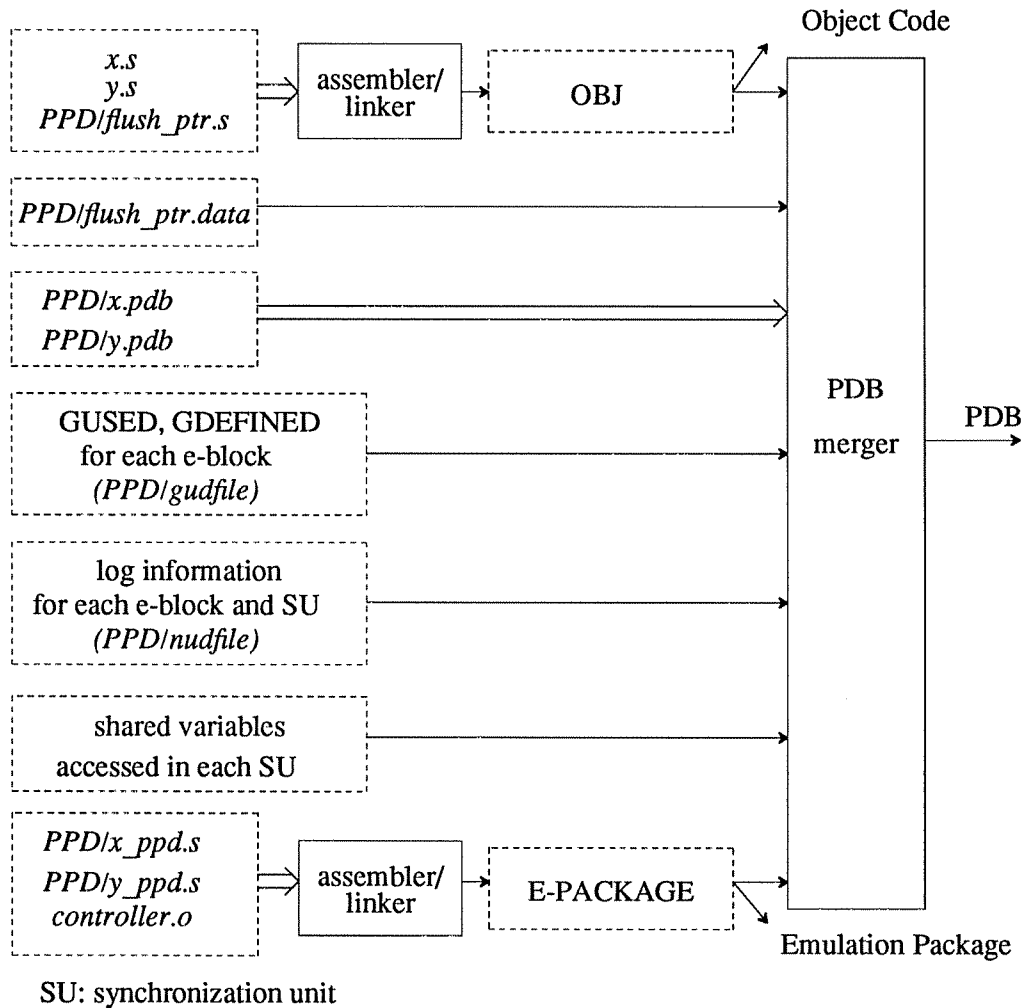 Object Code
x.s
y.s
PPD/flush_ptr.s
assembler/
linker
OBJ
PPD/flush_ptr.data
PPD/x.pdb
PPD/y.pdb
GUSED, GDEFINED
for each e-block
(PPD/gudfile)
log information
for each e-block and SU
(PPD/nudfile)
shared variables
accessed in each SU
PPD/x_ppd.s
PPD/y_ppd.s
controller.o
assembler/
linker
E-PACKAGE
PDB
merger
PDB
Emulation Package
SU: synchronization unit